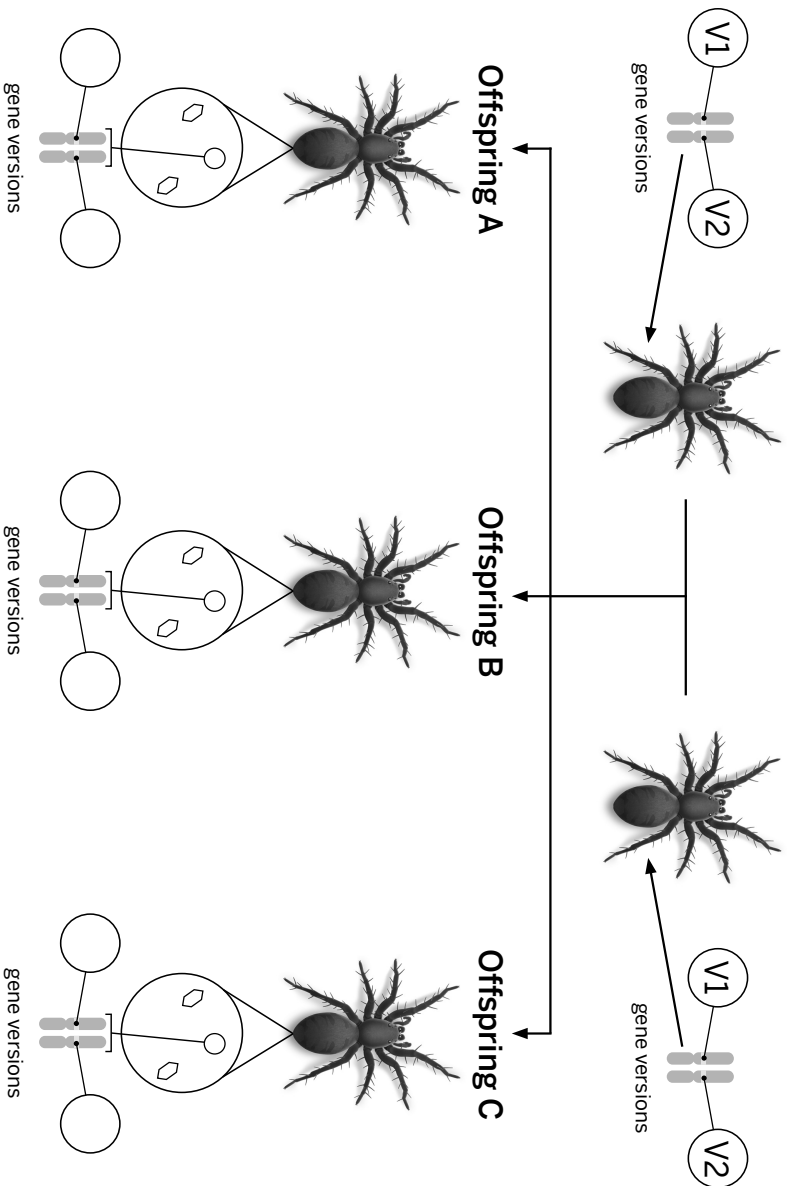 V1
V2
V1
V2
gene versions
gene versions
Offspring A
Offspring B
Offspring C
gene versions
gene versions
gene versions